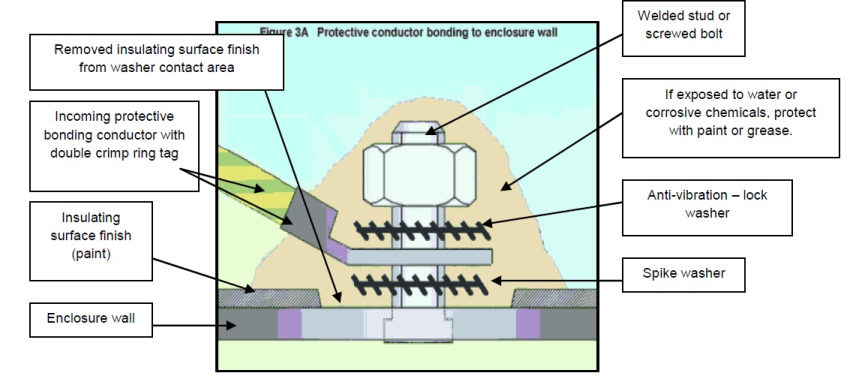 Figure 3A Protective conductor bonding to enclosure wall
Removed insulating surface finish
from washer contact area
Incoming protective
bonding conductor with
double crimp ring tag
Insulating
surface finish
(paint)
Enclosure wall
Welded stud or
screwed bolt
If exposed to water or
corrosive chemicals, protect
with paint or grease.
Anti-vibration – lock
washer
Spike washer